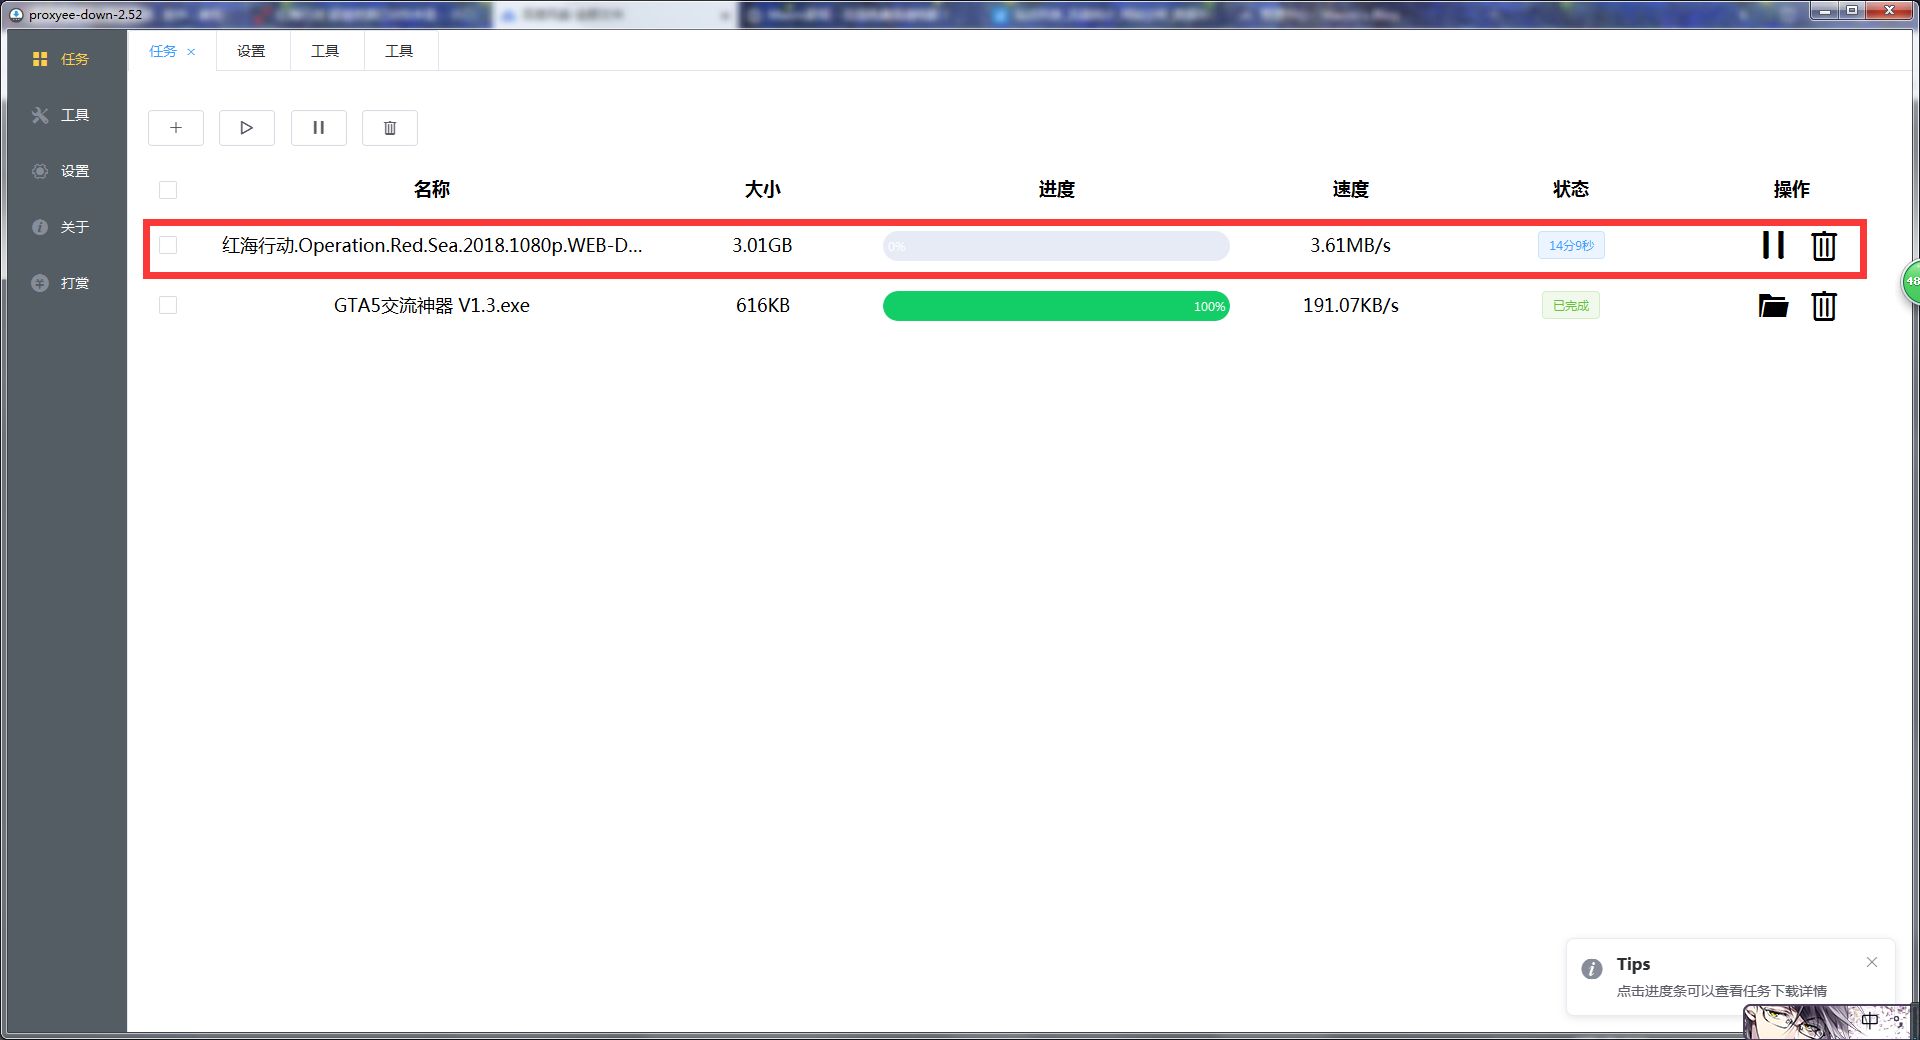 proxyee-down-2.52
任务
工具
设置
关于
打赏
任务 ×
设置
工具
工具
名称 大小 进度 速度 状态 操作
红海行动.Operation.Red.Sea.2018.1080p.WEB-D... 3.01GB 0% 3.61MB/s 14分9秒
GTA5交流神器 V1.3.exe 616KB 100% 191.07KB/s 已完成
48
Tips
点击进度条可以查看任务下载详情
中